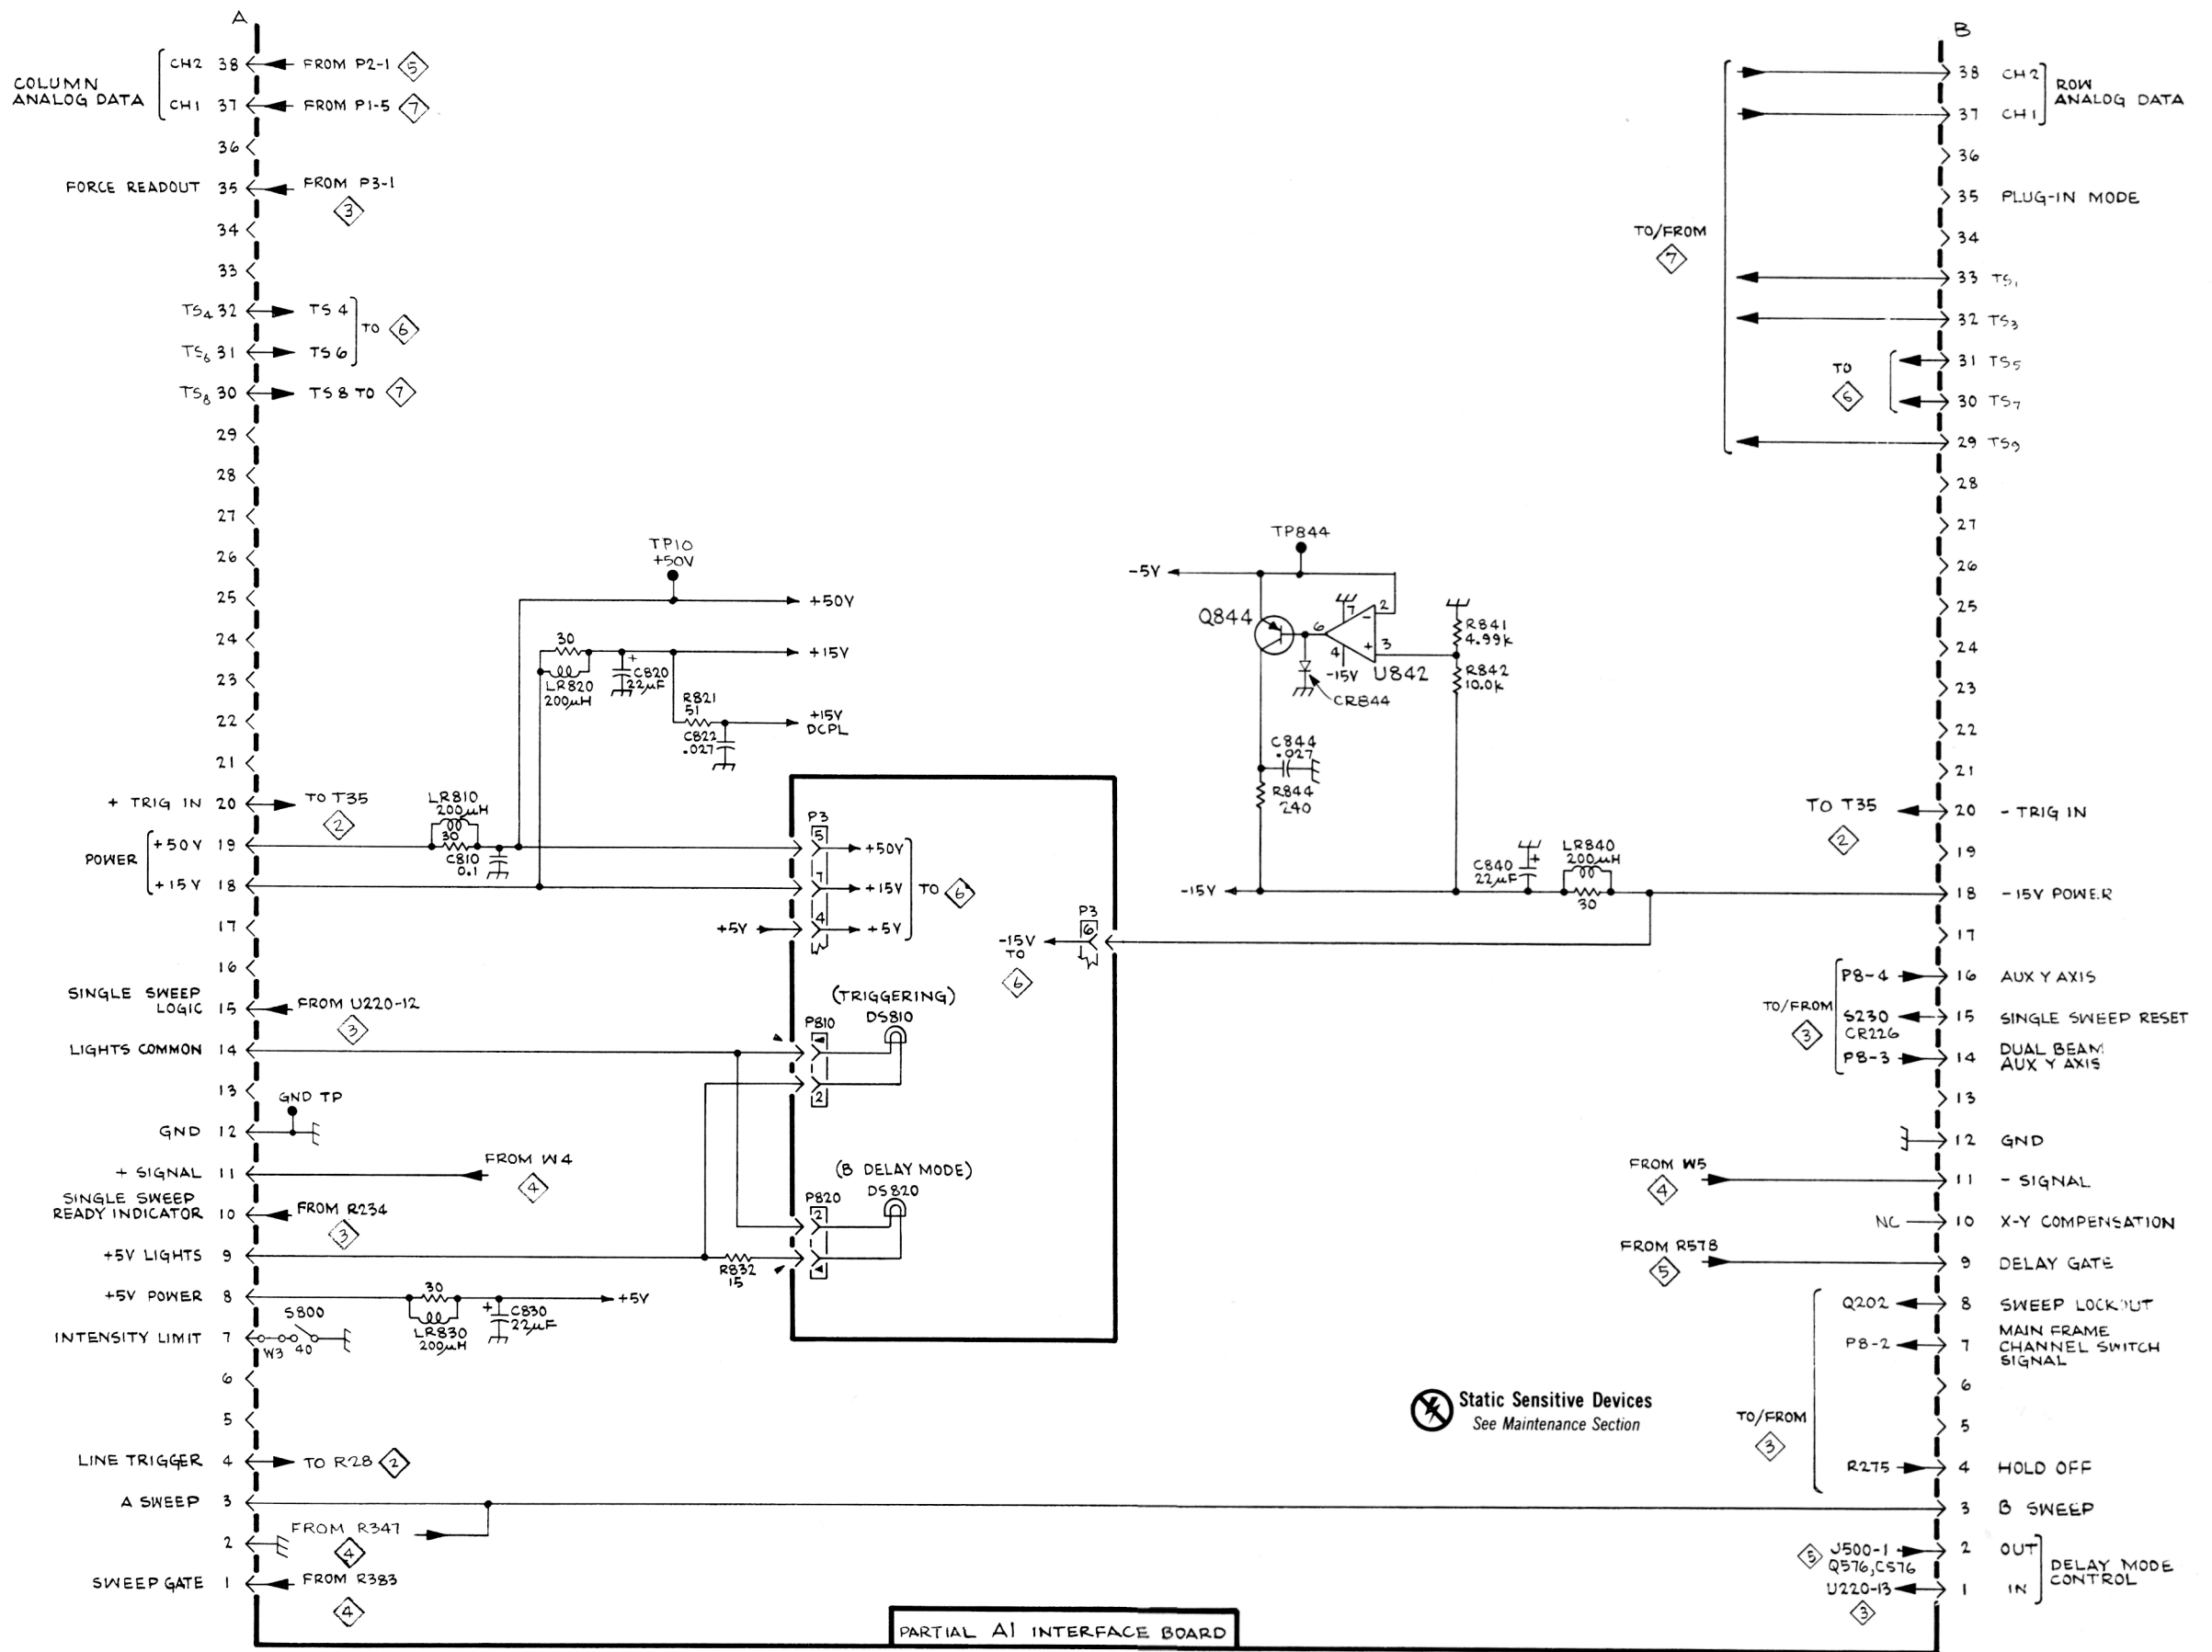 A
COLUMN
ANALOG DATA
CH2 38 FROM P2-1 5
CH1 37 FROM P1-5 7
36
FORCE READOUT 35 FROM P3-1
3
34
33
TS4 32 TS 4
TO 6
TS6 31 TS 6
TS8 30 TS 8 TO 7
29
28
27
26
25
24
23
22
21
+ TRIG IN 20 TO T35
2
POWER
+50V 19
+15V 18
17
16
SINGLE SWEEP
LOGIC 15 FROM U220-12
3
LIGHTS COMMON 14
13
GND TP
GND 12
+ SIGNAL 11 FROM W4
4
SINGLE SWEEP
READY INDICATOR 10 FROM R234
3
+5V LIGHTS 9
+5V POWER 8
INTENSITY LIMIT 7
W3
S800
40
6
5
LINE TRIGGER 4 TO R28 2
A SWEEP 3
2
FROM R347
4
SWEEP GATE 1 FROM R383
4
TP10
+50V
+50V
30
LR820
200µH
+
C820
22µF
+15V
R821
51
C822
.027
+15V
DCPL
LR810
200µH
30
C810
0.1
P3
5 +50V
7 +15V
TO 6
+5V 4 +5V
P3
6
-15V
TO
6
(TRIGGERING)
DS810
P810
2
(B DELAY MODE)
DS820
P820
2
R832
15
30
LR830
200µH
+
C830
22µF
+5V
TP844
-5V
Q844
6
7
2
-
+
3
4
-15V
U842
CR844
R841
4.99K
R842
10.0K
C844
.027
R844
240
-15V
C840
22µF
+
LR840
200µH
30
B
38 CH2
37 CH1
ROW
ANALOG DATA
36
35 PLUG-IN MODE
34
TO/FROM
7
33 TS1
32 TS3
TO
6
31 TS5
30 TS7
29 TS9
28
27
26
25
24
23
22
21
TO T35
2
20 - TRIG IN
19
18 -15V POWER
17
TO/FROM
3
P8-4 16 AUX Y AXIS
S230
CR226
15 SINGLE SWEEP RESET
P8-3 14 DUAL BEAM
AUX Y AXIS
13
12 GND
FROM W5
4
11 - SIGNAL
NC 10 X-Y COMPENSATION
FROM R578
5
9 DELAY GATE
TO/FROM
3
Q202 8 SWEEP LOCKOUT
P8-2 7 MAIN FRAME
CHANNEL SWITCH
SIGNAL
6
5
R275 4 HOLD OFF
3 B SWEEP
5 J500-1
Q576,C576
2 OUT
U220-13
3
1 IN
DELAY MODE
CONTROL
Static Sensitive Devices
See Maintenance Section
PARTIAL A1 INTERFACE BOARD